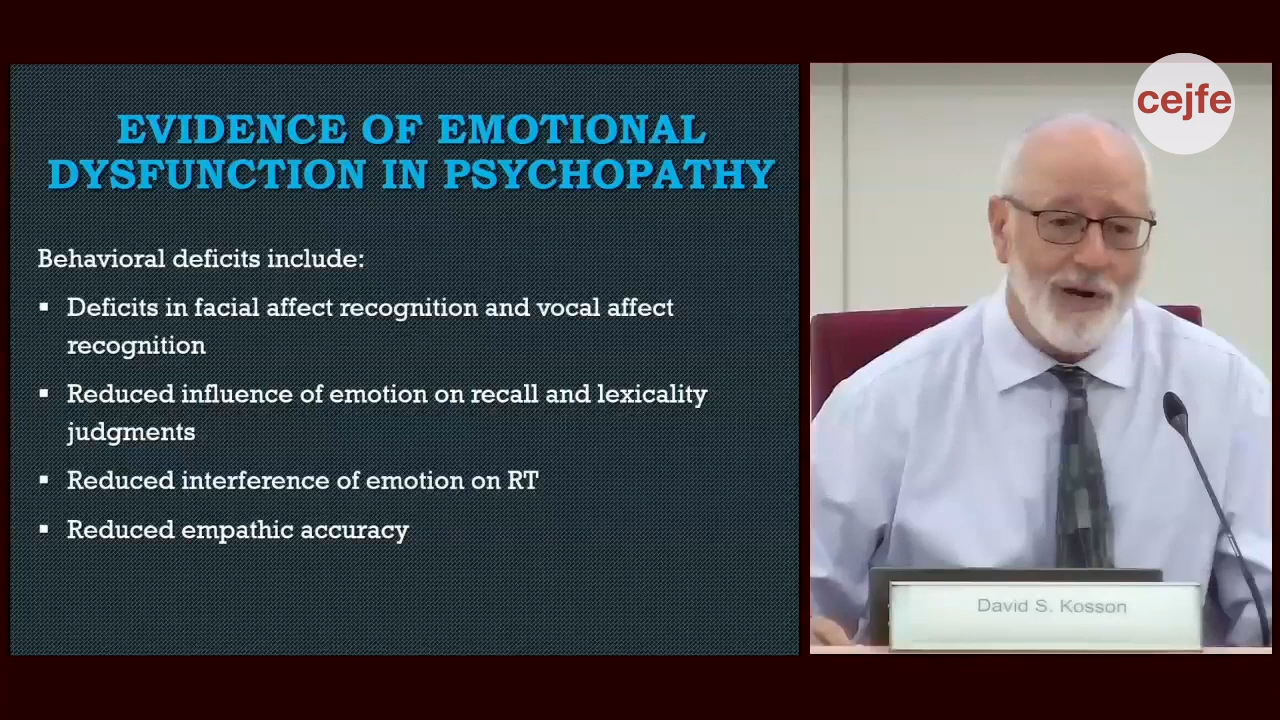 EVIDENCE OF EMOTIONAL
DYSFUNCTION IN PSYCHOPATHY
Behavioral deficits include:
▪ Deficits in facial affect recognition and vocal affect
recognition
▪ Reduced influence of emotion on recall and lexicality
judgments
▪ Reduced interference of emotion on RT
▪ Reduced empathic accuracy
cejfe
David S. Kosson